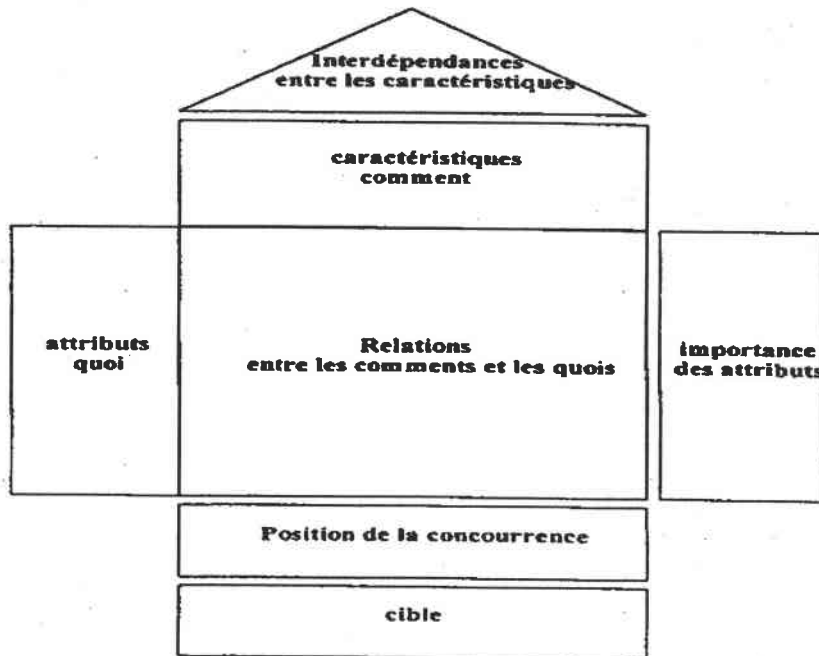 Interdépendances
entre les caractéristiques
caractéristiques
comment
attributs
quoi
Relations
entre les comments et les quois
importance
des attributs
Position de la concourrence
cible